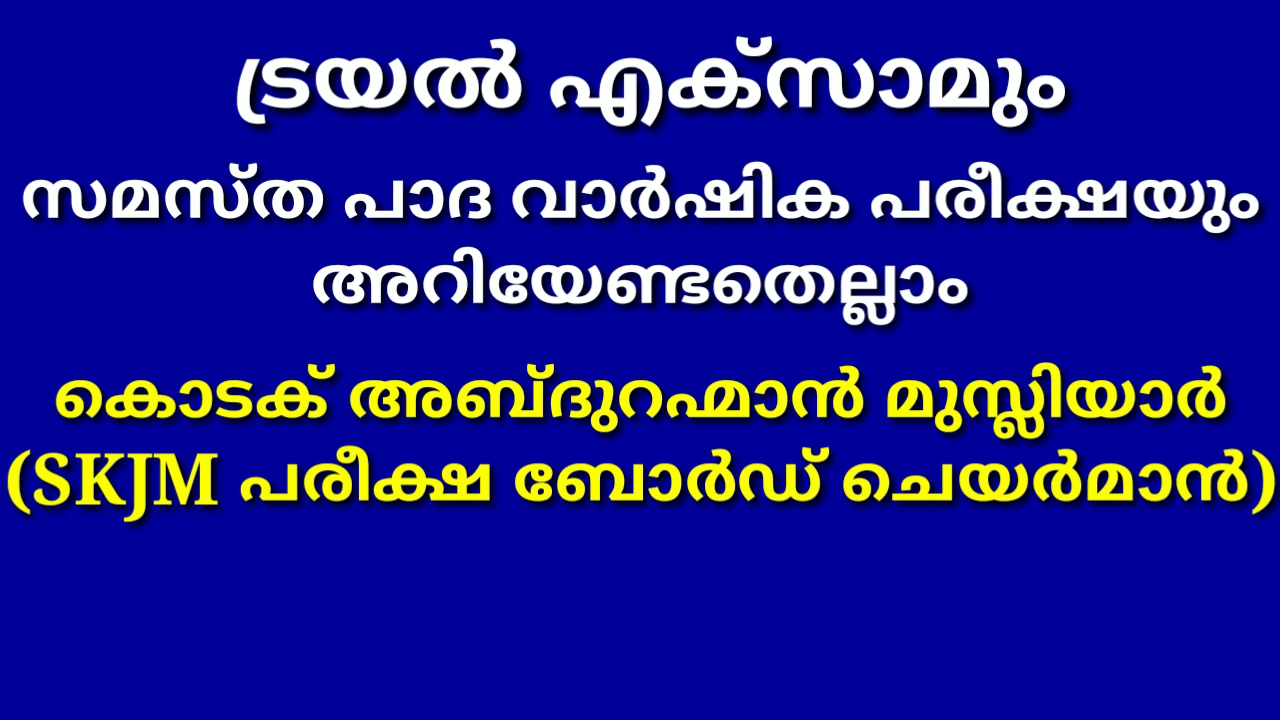 ട്രയൽ എക്സാമും
സമസ്ത പാദ വാർഷിക പരീക്ഷയും
അറിയേണ്ടതെല്ലാം
കൊടക് അബ്ദുറഹ്മാൻ മുസ്ലിയാർ
(SKJM പരീക്ഷ ബോർഡ് ചെയർമാൻ)